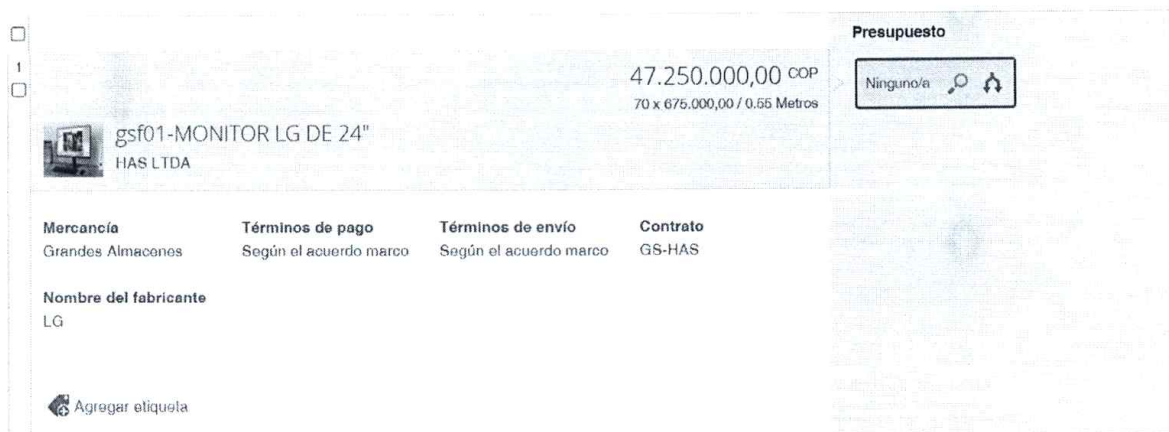 Presupuesto
1
47.250.000,00 COP
Ninguno/a
70 x 675.000,00 / 0.55 Metros
gsf01-MONITOR LG DE 24"
HAS LTDA
Mercancía Términos de pago Términos de envío Contrato
Grandes Almacenes Según el acuerdo marco Según el acuerdo marco GS-HAS
Nombre del fabricante
LG
Agregar etiqueta